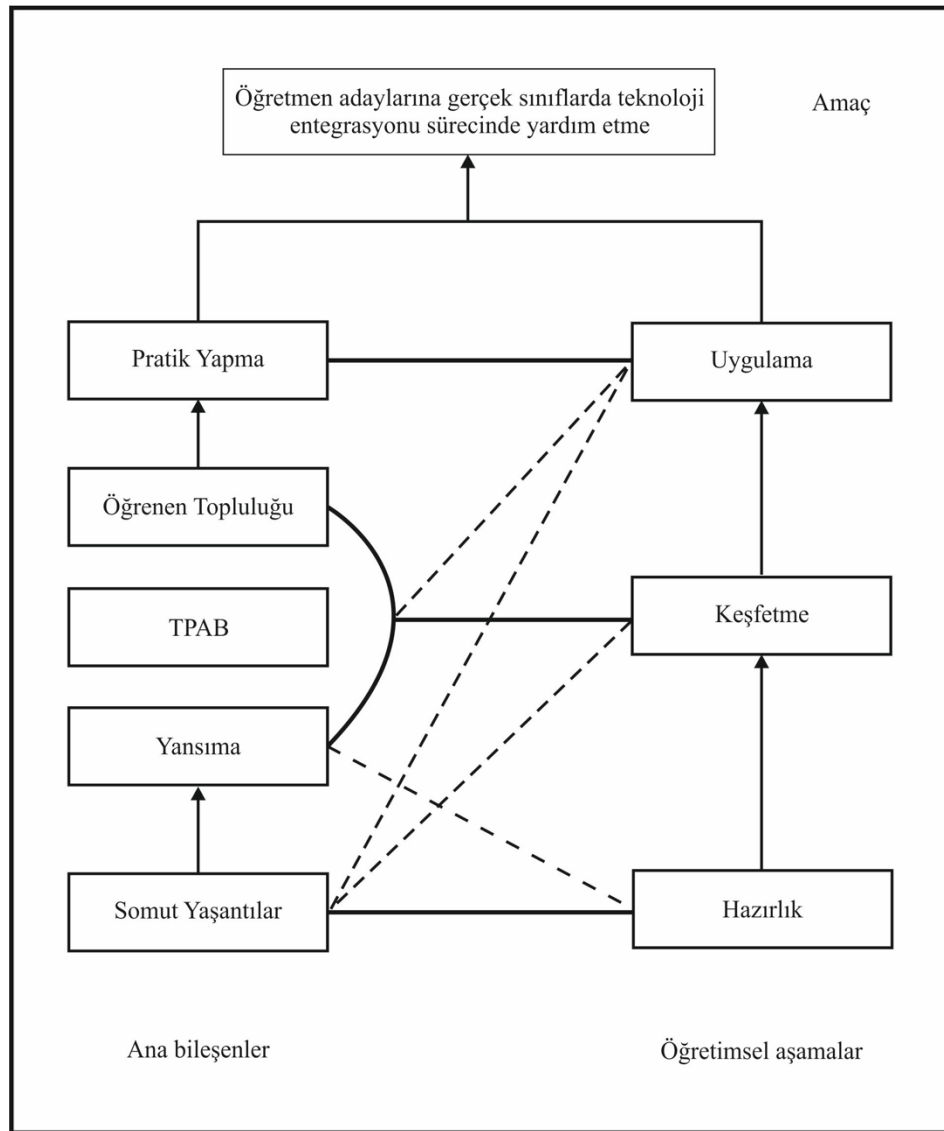 Öğretmen adaylarına gerçek sınıflarda teknoloji
entegrasyonu sürecinde yardım etme
Amaç
Pratik Yapma
Uygulama
Öğrenen Topluluğu
TPAB
Keşfetme
Yansıma
Somut Yaşantılar
Hazırlık
Ana bileşenler
Öğretimsel aşamalar